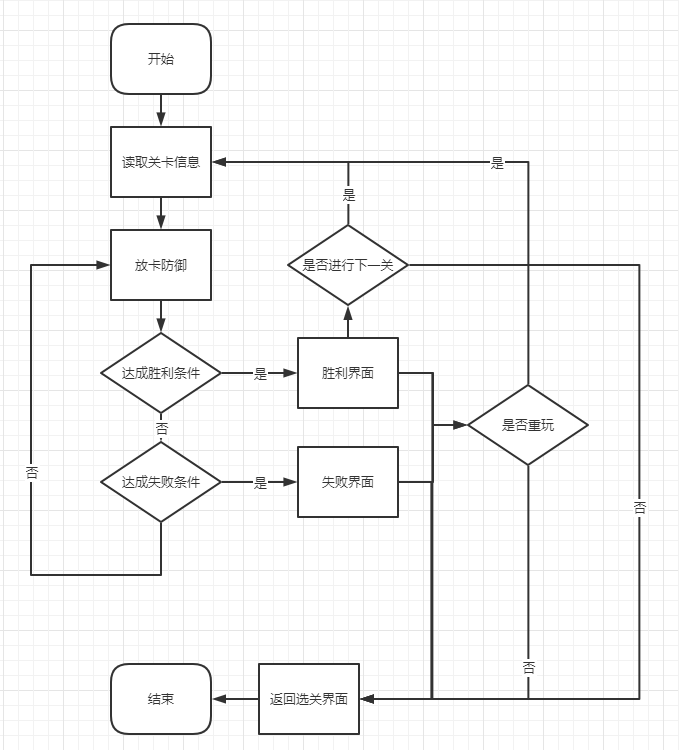 开始
读取关卡信息
是
是
放卡防御
是否进行下一关
达成胜利条件
是
胜利界面
否
是否重玩
否
达成失败条件
是
失败界面
否
否
结束
返回选关界面